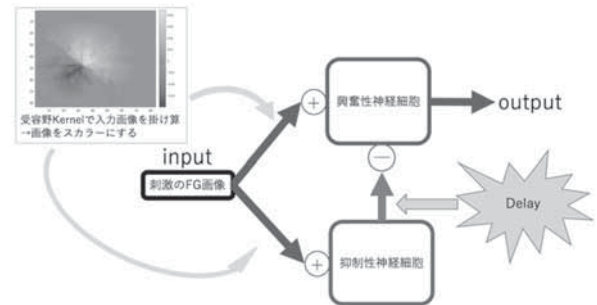 受容野Kernelで入力画像を掛け算
→画像をスカラーにする
input
刺激のFG画像
+
興奮性神経細胞
output
−
Delay
+
抑制性神経細胞